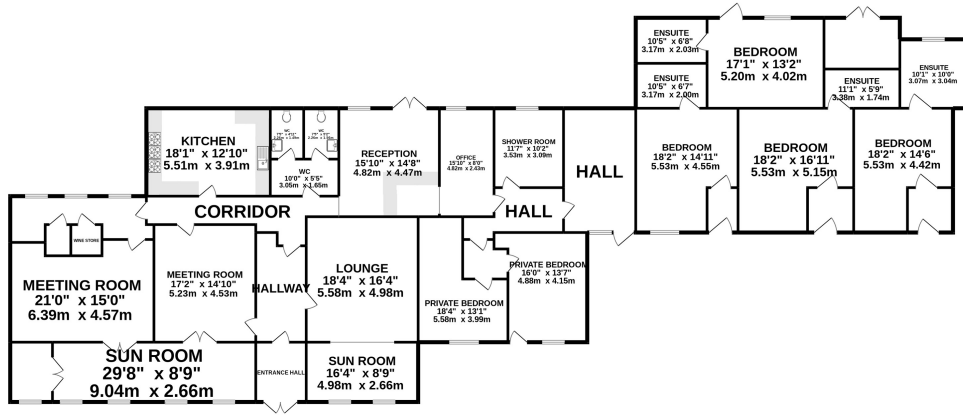 ENSUITE
10'5" x 6'8"
3.17m x 2.03m
BEDROOM
17'1" x 13'2"
5.20m x 4.02m
ENSUITE
10'5" x 6'7"
3.17m x 2.00m
ENSUITE
11'1" x 5'9"
3.38m x 1.74m
ENSUITE
10'1" x 10'0"
3.07m x 3.04m
KITCHEN
18'1" x 12'10"
5.51m x 3.91m
WC
WC
WC
10'0" x 5'5"
3.05m x 1.65m
RECEPTION
15'10" x 14'8"
4.82m x 4.47m
OFFICE
15'10" x 8'0"
4.82m x 2.43m
SHOWER ROOM
11'7" x 10'2"
3.53m x 3.09m
HALL
BEDROOM
18'2" x 14'11"
5.53m x 4.55m
BEDROOM
18'2" x 16'11"
5.53m x 5.15m
BEDROOM
18'2" x 14'6"
5.53m x 4.42m
CORRIDOR
HALL
WINE STORE
MEETING ROOM
21'0" x 15'0"
6.39m x 4.57m
MEETING ROOM
17'2" x 14'10"
5.23m x 4.53m
HALLWAY
LOUNGE
18'4" x 16'4"
5.58m x 4.98m
PRIVATE BEDROOM
18'4" x 13'1"
5.58m x 3.99m
PRIVATE BEDROOM
16'0" x 13'7"
4.88m x 4.15m
SUN ROOM
29'8" x 8'9"
9.04m x 2.66m
ENTRANCE HALL
SUN ROOM
16'4" x 8'9"
4.98m x 2.66m